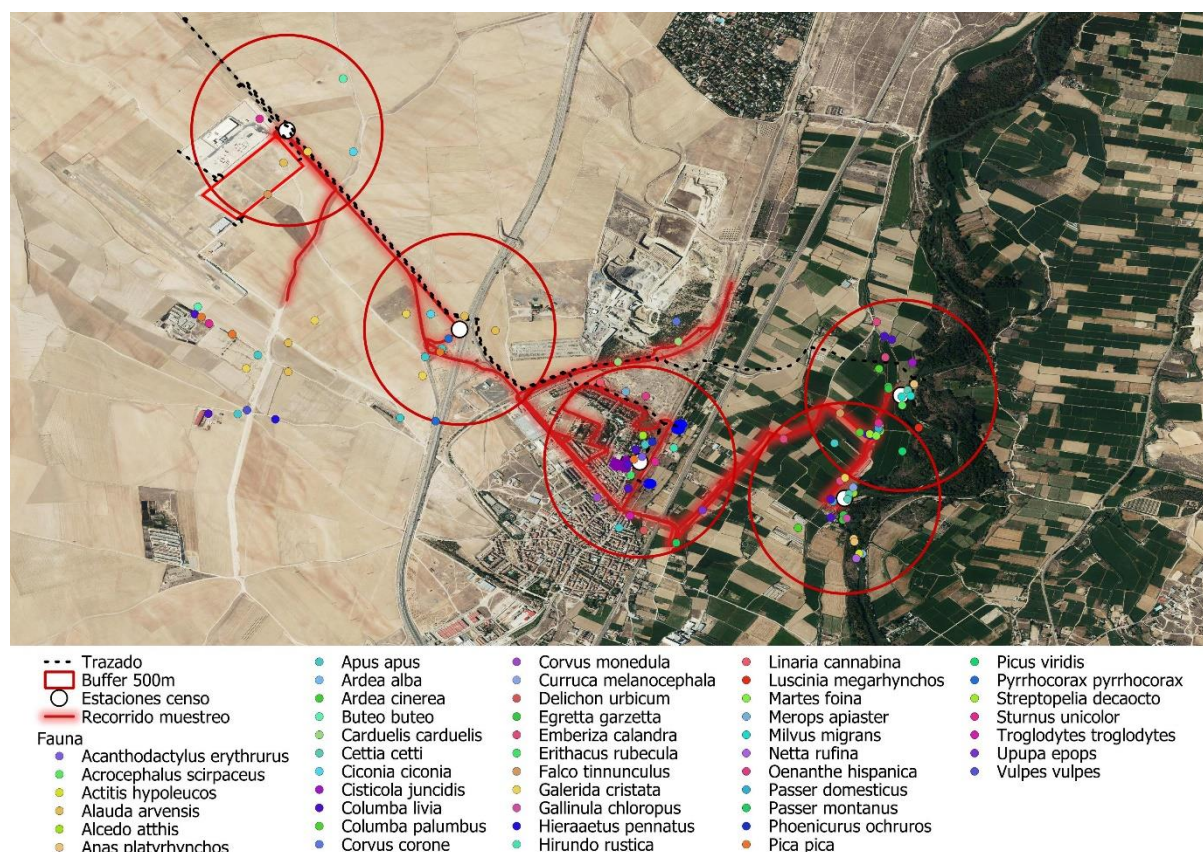 Trazado
Buffer 500m
Estaciones censo
Recorrido muestreo
Fauna
Acanthodactylus erythrurus
Acrocephalus scirpaceus
Actitis hypoleucos
Alauda arvensis
Alcedo atthis
Anas platyrhynchos
Apus apus
Ardea alba
Ardea cinerea
Buteo buteo
Carduelis carduelis
Cettia cetti
Ciconia ciconia
Cisticola juncidis
Columba livia
Columba palumbus
Corvus corone
Corvus monedula
Curruca melanocephala
Delichon urbicum
Egretta garzetta
Emberiza calandra
Erithacus rubecula
Falco tinnunculus
Galerida cristata
Gallinula chloropus
Hieraaetus pennatus
Hirundo rustica
Linaria cannabina
Luscinia megarhynchos
Martes foina
Merops apiaster
Milvus migrans
Netta rufina
Oenanthe hispanica
Passer domesticus
Passer montanus
Phoenicurus ochruros
Pica pica
Picus viridis
Pyrrhocorax pyrrhocorax
Streptopelia decaocto
Sturnus unicolor
Troglodytes troglodytes
Upupa epops
Vulpes vulpes